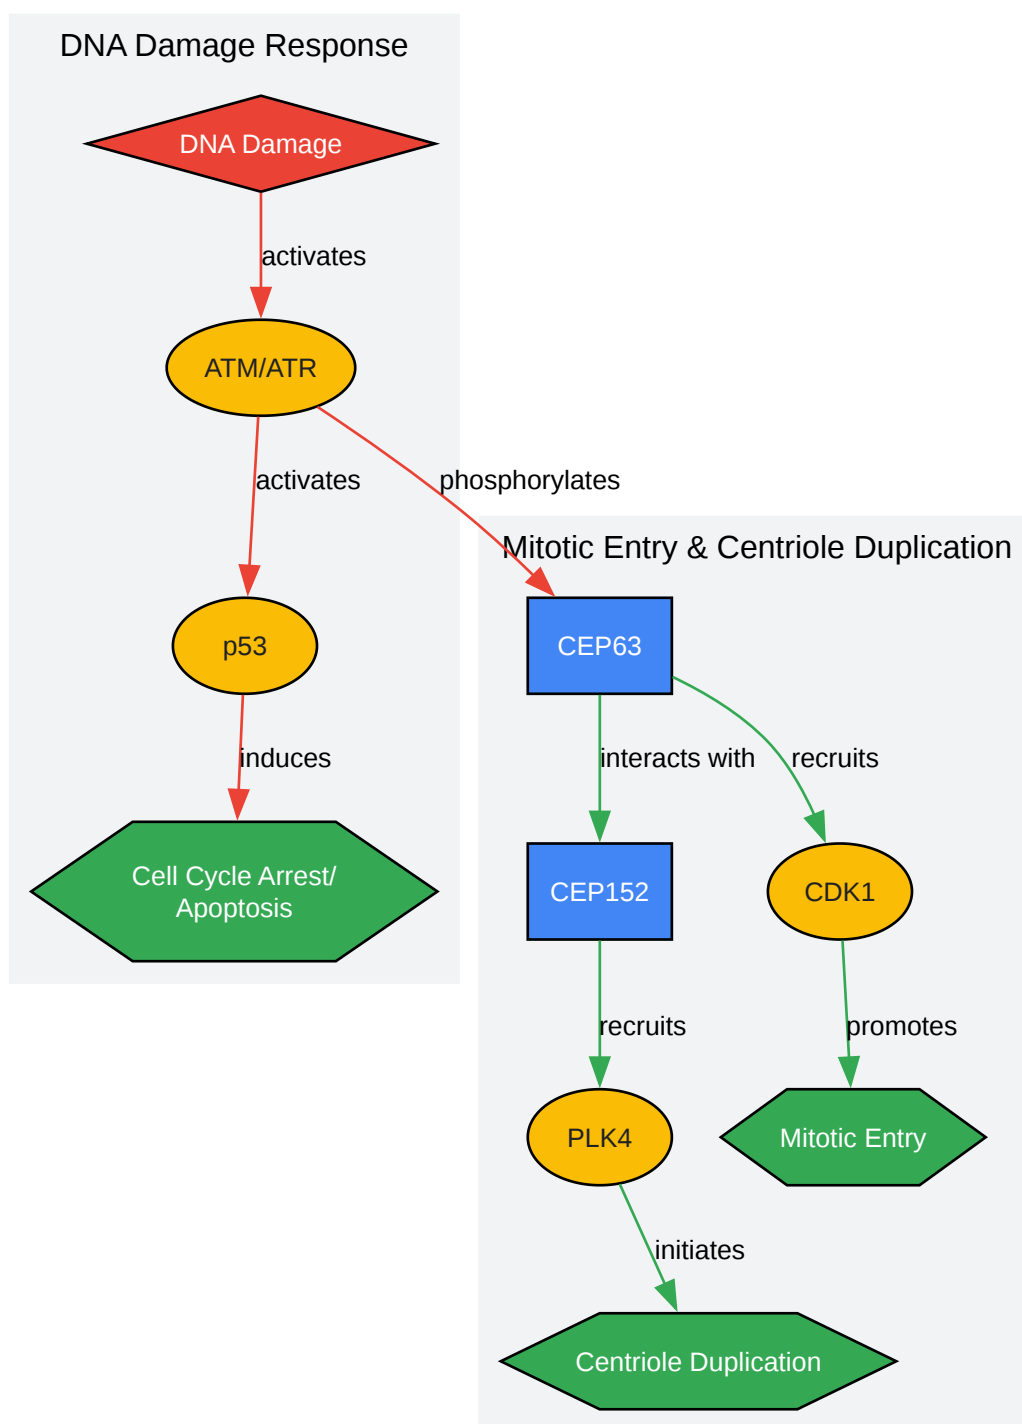 DNA Damage Response
DNA Damage
activates
ATM/ATR
activates
phosphorylates
p53
induces
Cell Cycle Arrest/
Apoptosis
Mitotic Entry & Centriole Duplication
CEP63
interacts with
recruits
CEP152
CDK1
recruits
promotes
PLK4
Mitotic Entry
initiates
Centriole Duplication